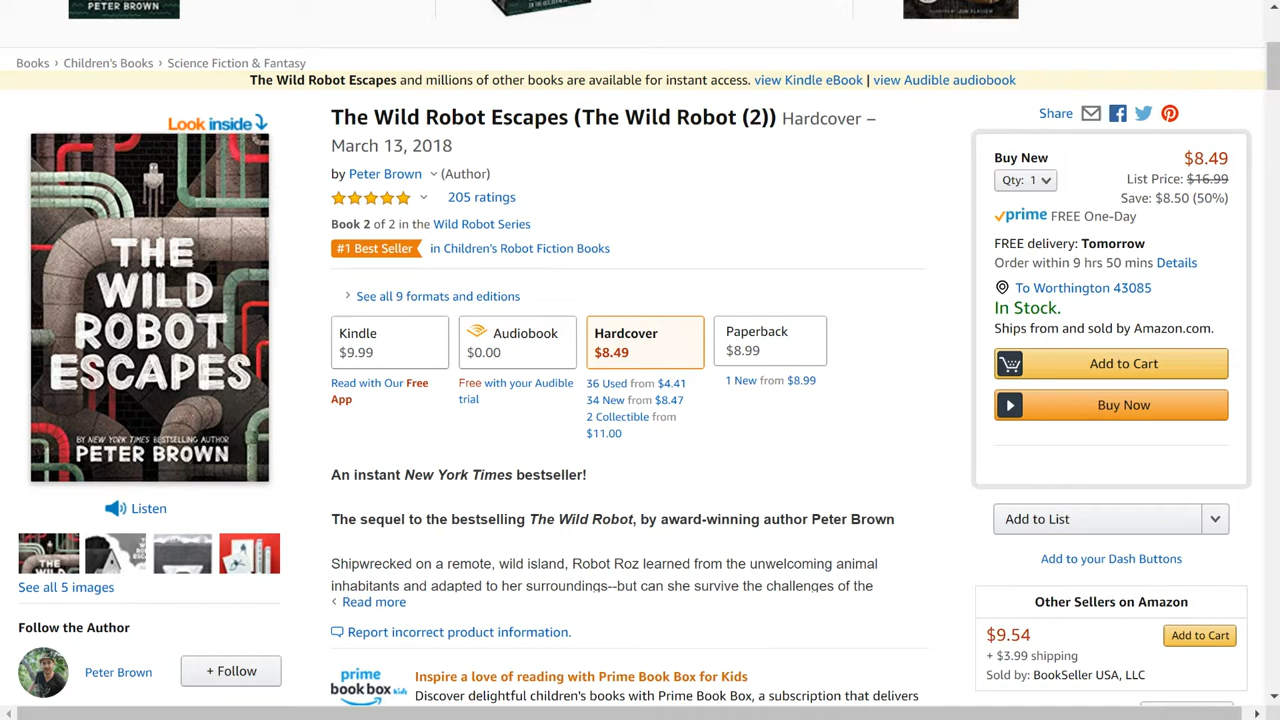 PETER BROWN
Books › Children's Books › Science Fiction & Fantasy
The Wild Robot Escapes and millions of other books are available for instant access. view Kindle eBook | view Audible audiobook
Look inside
THE
WILD
ROBOT
ESCAPES
BY NEW YORK TIMES BESTSELLING AUTHOR
PETER BROWN
Listen
See all 5 images
Follow the Author
Peter Brown
+ Follow
The Wild Robot Escapes (The Wild Robot (2)) Hardcover –
March 13, 2018
by Peter Brown (Author)
205 ratings
Book 2 of 2 in the Wild Robot Series
#1 Best Seller in Children's Robot Fiction Books
See all 9 formats and editions
Kindle
$9.99
Read with Our Free
App
Audiobook
$0.00
Free with your Audible
trial
Hardcover
$8.49
36 Used from $4.41
34 New from $8.47
2 Collectible from
$11.00
Paperback
$8.99
1 New from $8.99
An instant New York Times bestseller!
The sequel to the bestselling The Wild Robot, by award-winning author Peter Brown
Shipwrecked on a remote, wild island, Robot Roz learned from the unwelcoming animal
inhabitants and adapted to her surroundings--but can she survive the challenges of the
Read more
Report incorrect product information.
prime
book box kids
Inspire a love of reading with Prime Book Box for Kids
Discover delightful children's books with Prime Book Box, a subscription that delivers
Share
Buy New
$8.49
Qty: 1
List Price: $16.99
Save: $8.50 (50%)
prime FREE One-Day
FREE delivery: Tomorrow
Order within 9 hrs 50 mins Details
To Worthington 43085
In Stock.
Ships from and sold by Amazon.com.
Add to Cart
Buy Now
Add to List
Add to your Dash Buttons
Other Sellers on Amazon
$9.54
Add to Cart
+ $3.99 shipping
Sold by: BookSeller USA, LLC